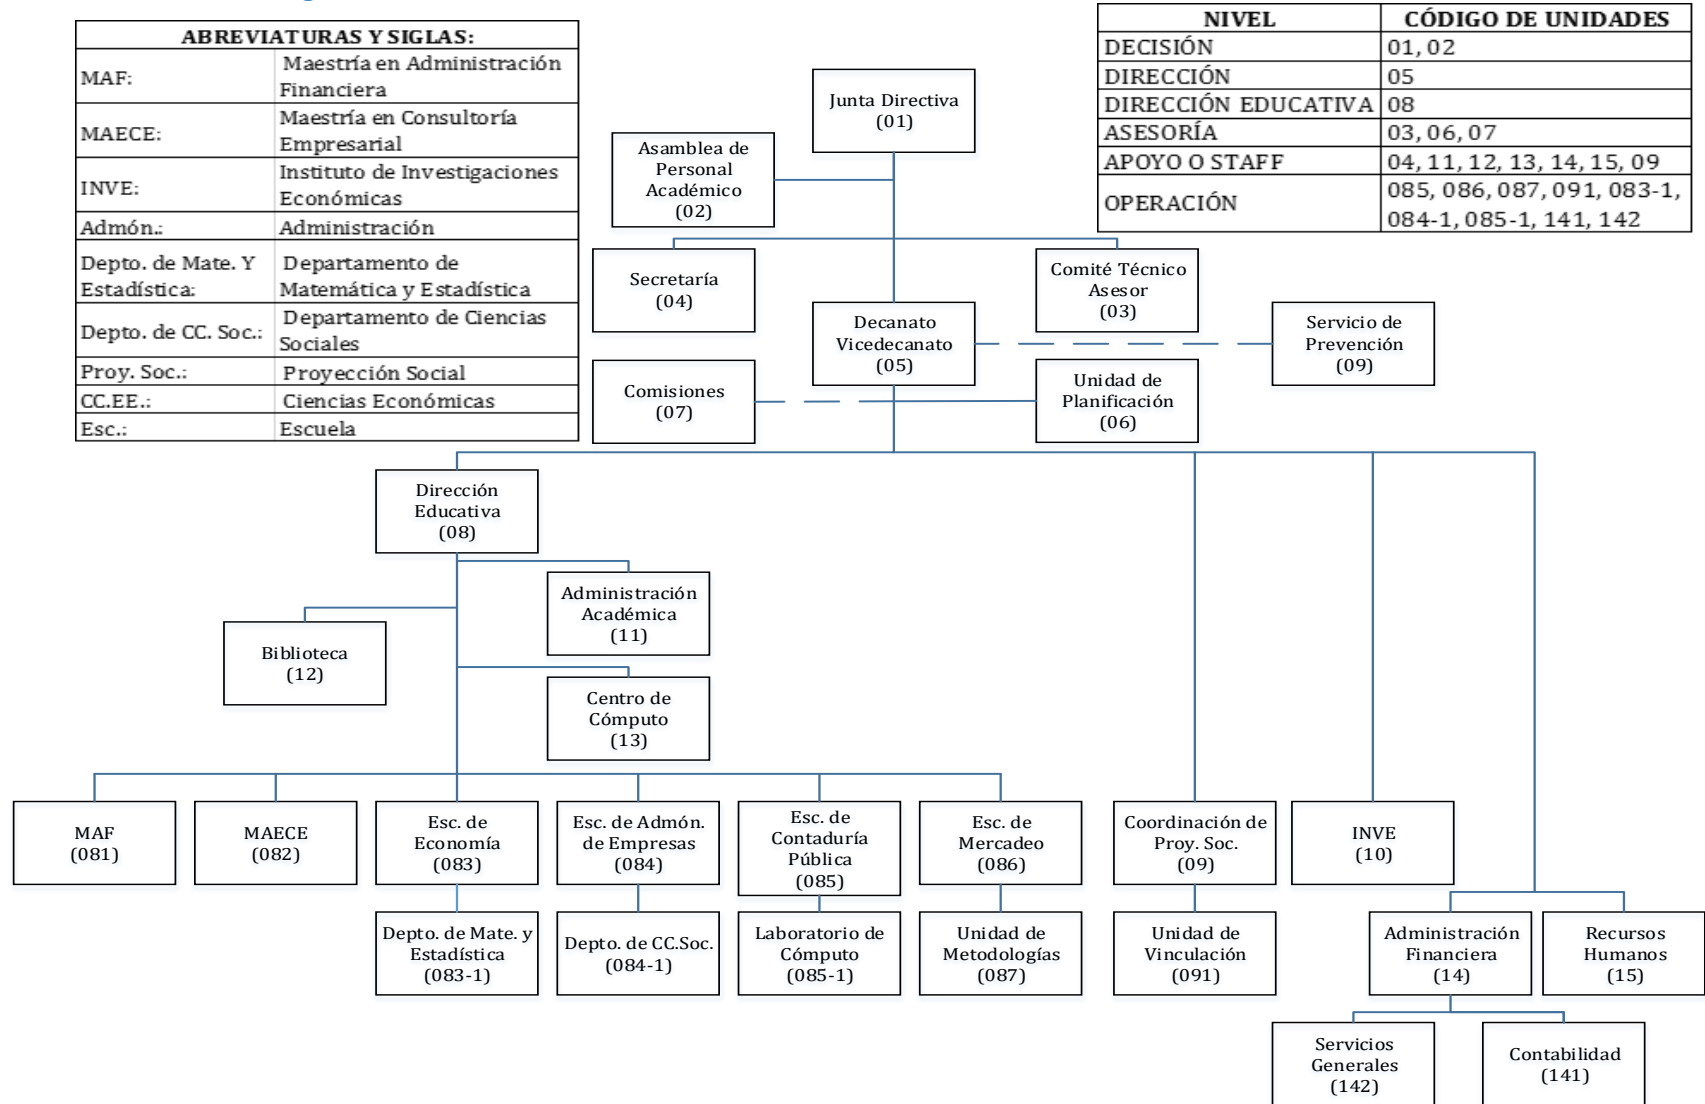 ABREVIATURAS Y SIGLAS:
MAF:
Maestría en Administración
Financiera
MAECE:
Maestría en Consultoría
Empresarial
INVE:
Instituto de Investigaciones
Económicas
Admón.:
Administración
Depto. de Mate. Y
Estadística:
Departamento de
Matemática y Estadística
Depto. de CC. Soc.:
Departamento de Ciencias
Sociales
Proy. Soc.:
Proyección Social
CC.EE.:
Ciencias Económicas
Esc.:
Escuela
NIVEL
CÓDIGO DE UNIDADES
DECISIÓN
01, 02
DIRECCIÓN
05
DIRECCIÓN EDUCATIVA
08
ASESORÍA
03, 06, 07
APOYO O STAFF
04, 11, 12, 13, 14, 15, 09
OPERACIÓN
085, 086, 087, 091, 083-1,
084-1, 085-1, 141, 142
Junta Directiva
(01)
Asamblea de
Personal
Académico
(02)
Secretaría
(04)
Comité Técnico
Asesor
(03)
Decanato
Vicedecanato
(05)
Servicio de
Prevención
(09)
Comisiones
(07)
Unidad de
Planificación
(06)
Dirección
Educativa
(08)
Administración
Académica
(11)
Biblioteca
(12)
Centro de
Cómputo
(13)
MAF
(081)
MAECE
(082)
Esc. de
Economía
(083)
Esc. de Admón.
de Empresas
(084)
Esc. de
Contaduría
Pública
(085)
Esc. de
Mercadeo
(086)
Coordinación de
Proy. Soc.
(09)
INVE
(10)
Depto. de Mate. y
Estadística
(083-1)
Depto. de CC.Soc.
(084-1)
Laboratorio de
Cómputo
(085-1)
Unidad de
Metodologías
(087)
Unidad de
Vinculación
(091)
Administración
Financiera
(14)
Recursos
Humanos
(15)
Servicios
Generales
(142)
Contabilidad
(141)